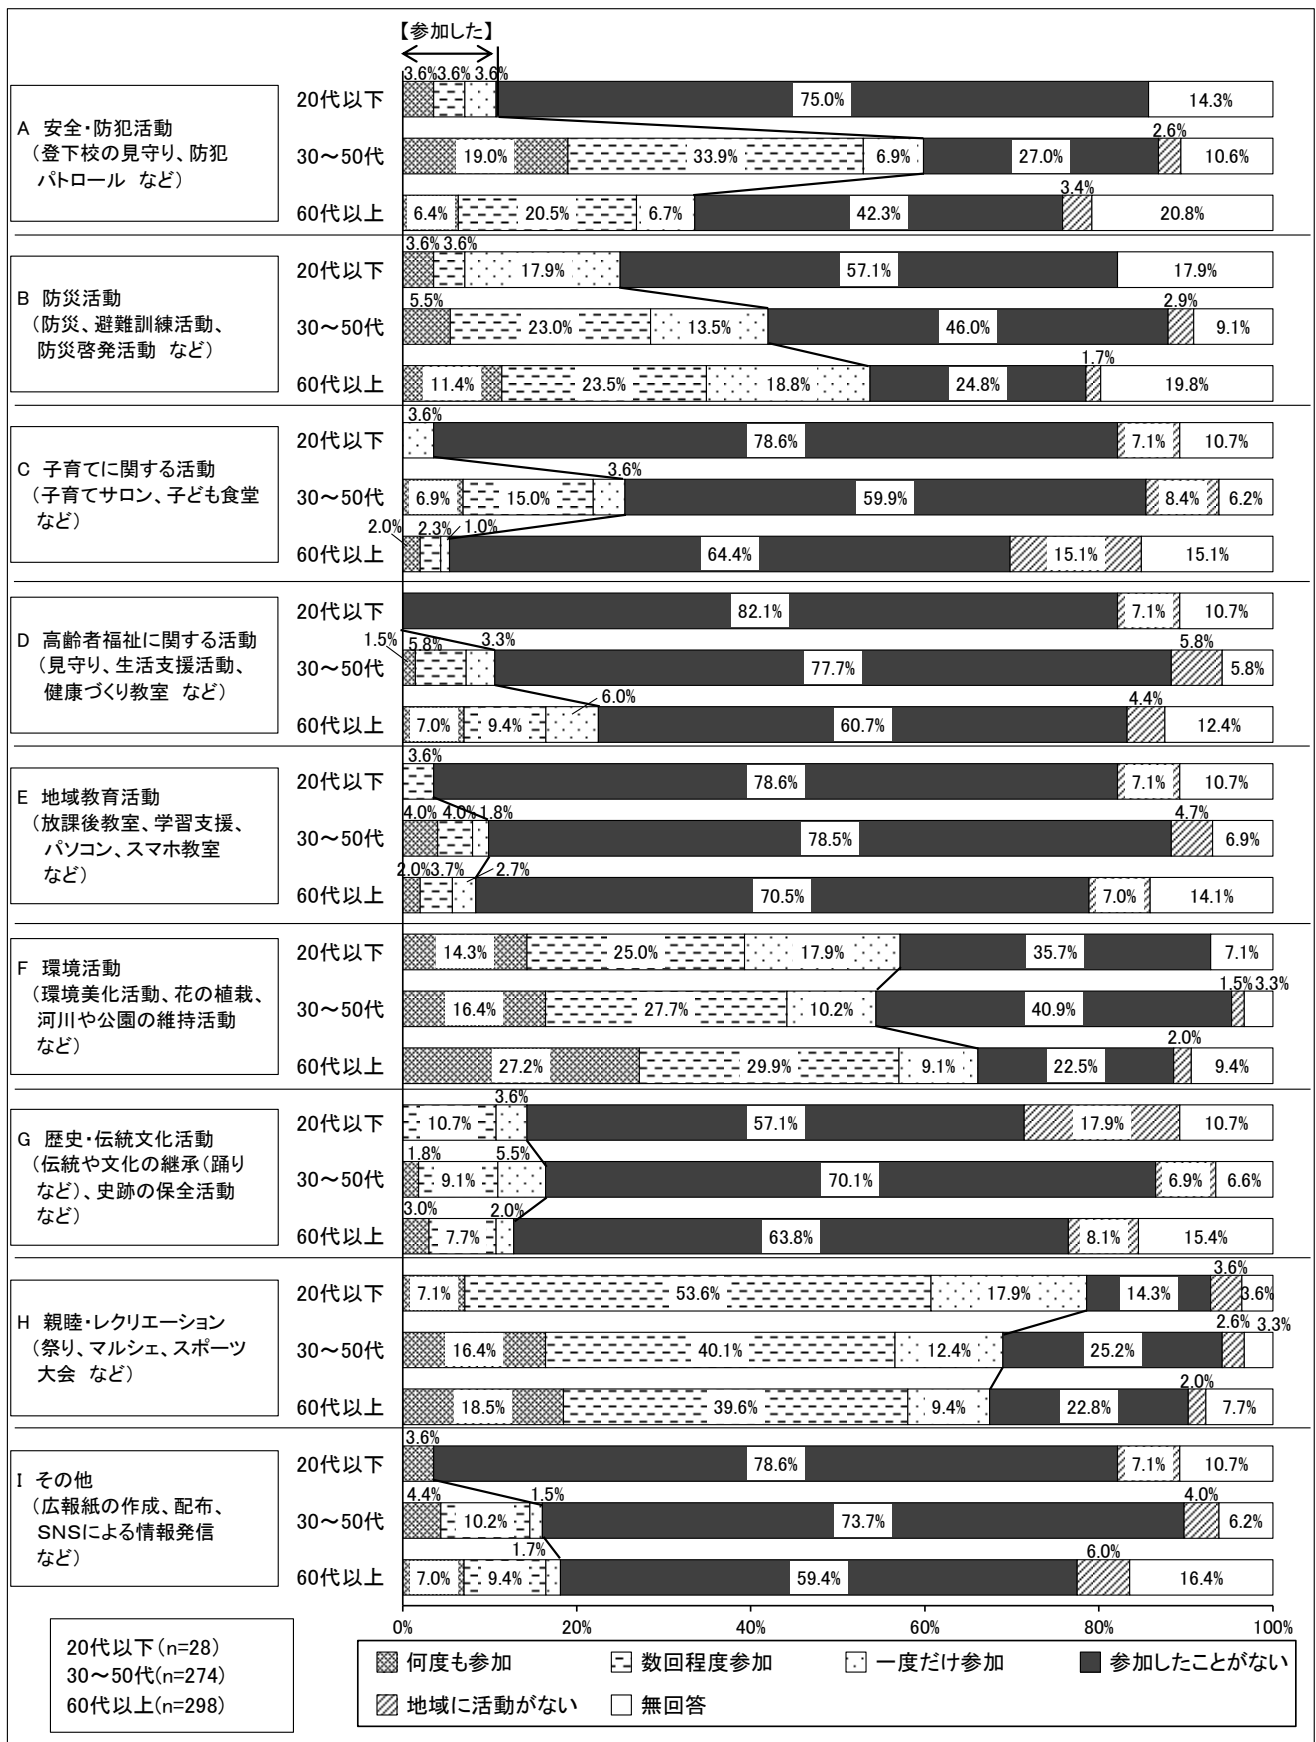 【参加した】
3.6% 3.6% 3.6%
20代以下 75.0% 14.3%
A 安全・防犯活動
（登下校の見守り、防犯
パトロール など）
2.6%
30～50代 19.0% 33.9% 6.9% 27.0% 10.6%
3.4%
60代以上 6.4% 20.5% 6.7% 42.3% 20.8%
3.6% 3.6%
20代以下 17.9% 57.1% 17.9%
B 防災活動
（防災、避難訓練活動、
防災啓発活動 など）
5.5% 2.9%
30～50代 23.0% 13.5% 46.0% 9.1%
1.7%
60代以上 11.4% 23.5% 18.8% 24.8% 19.8%
3.6%
20代以下 78.6% 7.1% 10.7%
C 子育てに関する活動
（子育てサロン、子ども食堂
など）
3.6%
30～50代 6.9% 15.0% 59.9% 8.4% 6.2%
2.0% 2.3% 1.0%
60代以上 64.4% 15.1% 15.1%
20代以下 82.1% 7.1% 10.7%
D 高齢者福祉に関する活動
（見守り、生活支援活動、
健康づくり教室 など）
1.5% 5.8% 3.3% 5.8%
30～50代 77.7% 5.8%
6.0% 4.4%
60代以上 7.0% 9.4% 60.7% 12.4%
3.6%
20代以下 78.6% 7.1% 10.7%
E 地域教育活動
（放課後教室、学習支援、
パソコン、スマホ教室
など）
4.0% 4.0% 1.8% 4.7%
30～50代 78.5% 6.9%
2.0% 3.7% 2.7%
60代以上 70.5% 7.0% 14.1%
20代以下 14.3% 25.0% 17.9% 35.7% 7.1%
F 環境活動
（環境美化活動、花の植栽、
河川や公園の維持活動
など）
1.5% 3.3%
30～50代 16.4% 27.7% 10.2% 40.9%
2.0%
60代以上 27.2% 29.9% 9.1% 22.5% 9.4%
3.6%
20代以下 10.7% 57.1% 17.9% 10.7%
G 歴史・伝統文化活動
（伝統や文化の継承（踊り
など）、史跡の保全活動
など）
1.8% 5.5%
30～50代 9.1% 70.1% 6.9% 6.6%
3.0% 2.0%
60代以上 7.7% 63.8% 8.1% 15.4%
3.6%
20代以下 7.1% 53.6% 17.9% 14.3% 3.6%
H 親睦・レクリエーション
（祭り、マルシェ、スポーツ
大会 など）
2.6% 3.3%
30～50代 16.4% 40.1% 12.4% 25.2%
2.0%
60代以上 18.5% 39.6% 9.4% 22.8% 7.7%
3.6%
20代以下 78.6% 7.1% 10.7%
I その他
（広報紙の作成、配布、
SNSによる情報発信
など）
4.4% 1.5% 4.0%
30～50代 10.2% 73.7% 6.2%
1.7% 6.0%
60代以上 7.0% 9.4% 59.4% 16.4%
0% 20% 40% 60% 80% 100%
20代以下（n=28）
30～50代（n=274）
60代以上（n=298）
何度も参加 数回程度参加 一度だけ参加 参加したことがない
地域に活動がない 無回答